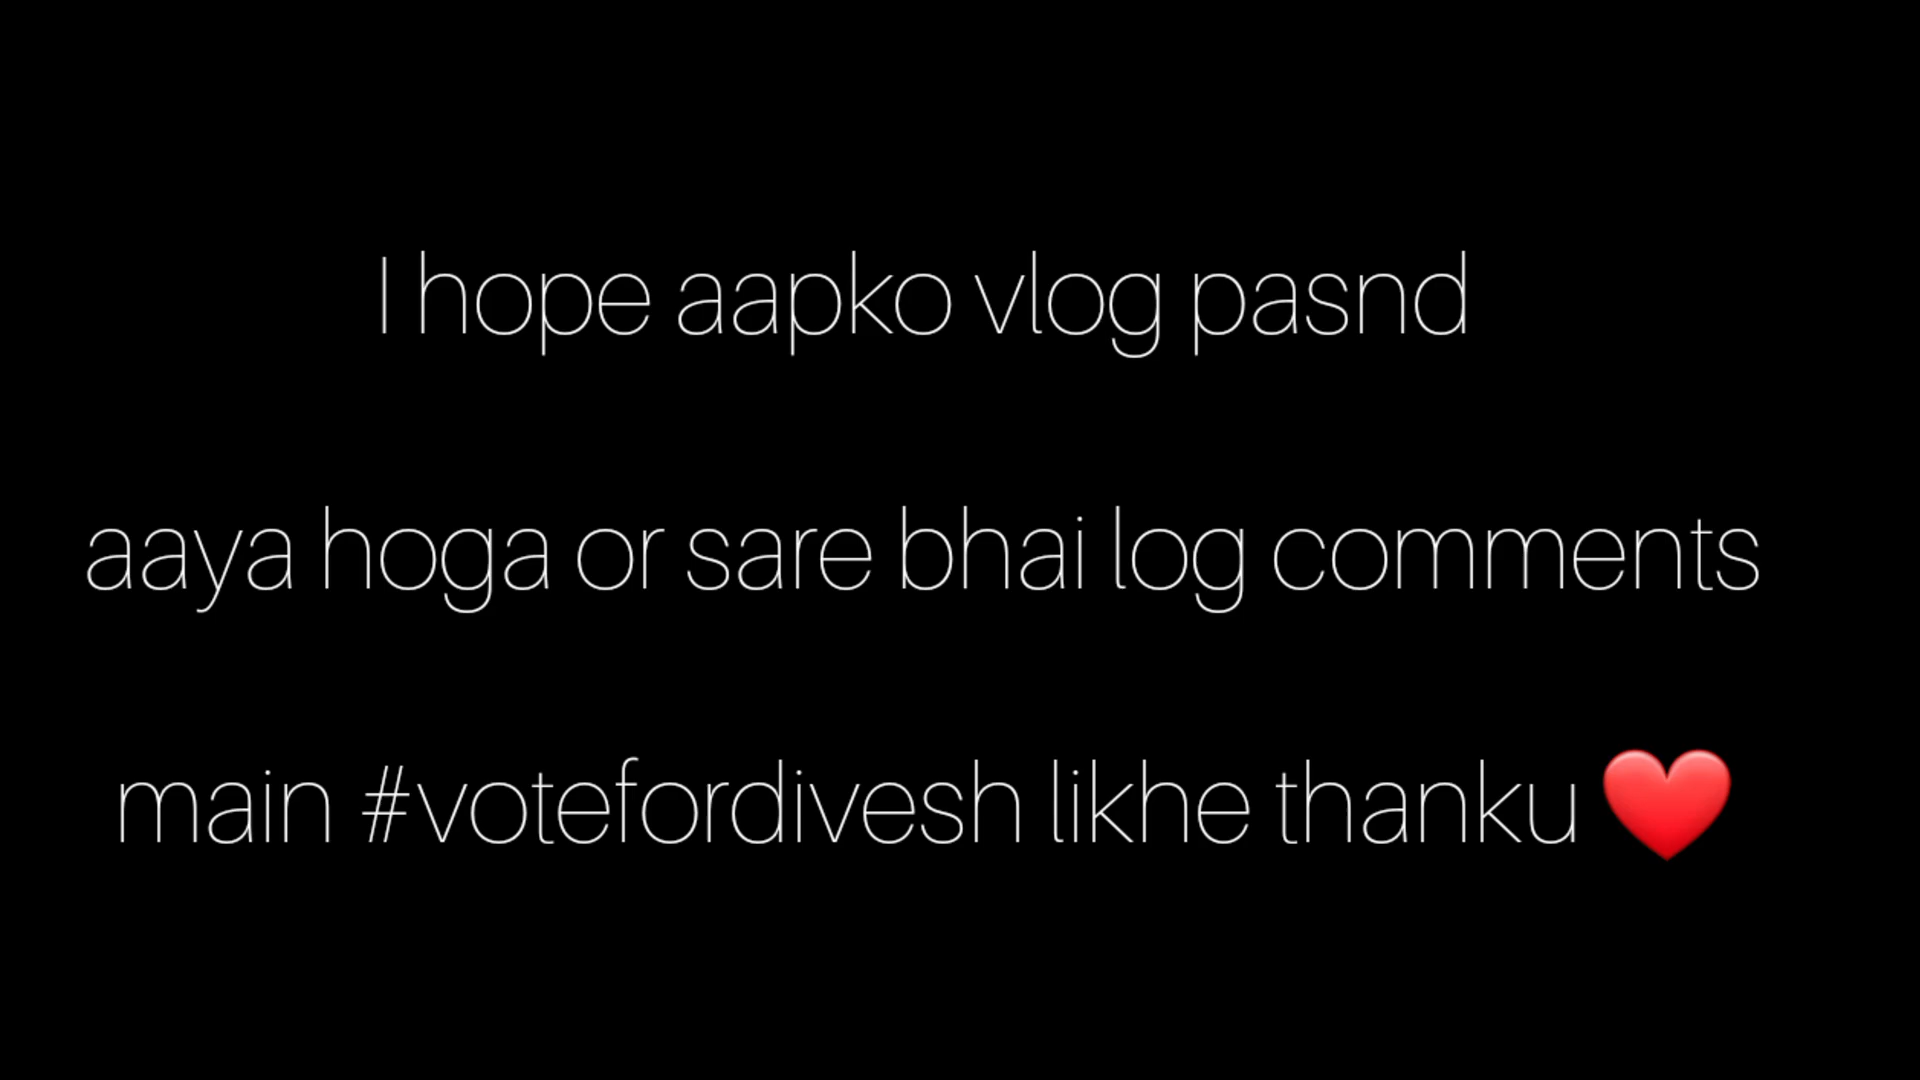 I hope aapko vlog pasnd
aaya hoga or sare bhai log comments
main #votefordivesh likhe thanku ❤️